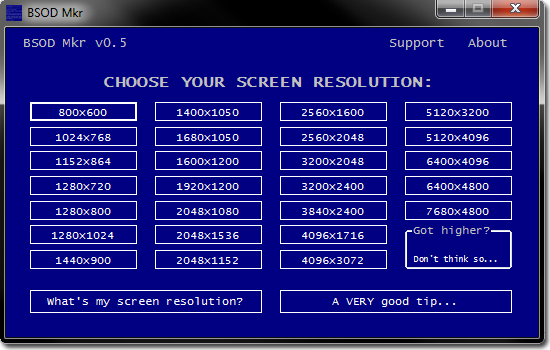 BSOD Mkr
BSOD Mkr v0.5 Support About
CHOOSE YOUR SCREEN RESOLUTION:
800x600 1400x1050 2560x1600 5120x3200
1024x768 1680x1050 2560x2048 5120x4096
1152x864 1600x1200 3200x2048 6400x4096
1280x720 1920x1200 3200x2400 6400x4800
1280x800 2048x1080 3840x2400 7680x4800
1280x1024 2048x1536 4096x1716 Got higher?
1440x900 2048x1152 4096x3072 Don't think so...
What's my screen resolution? A VERY good tip...